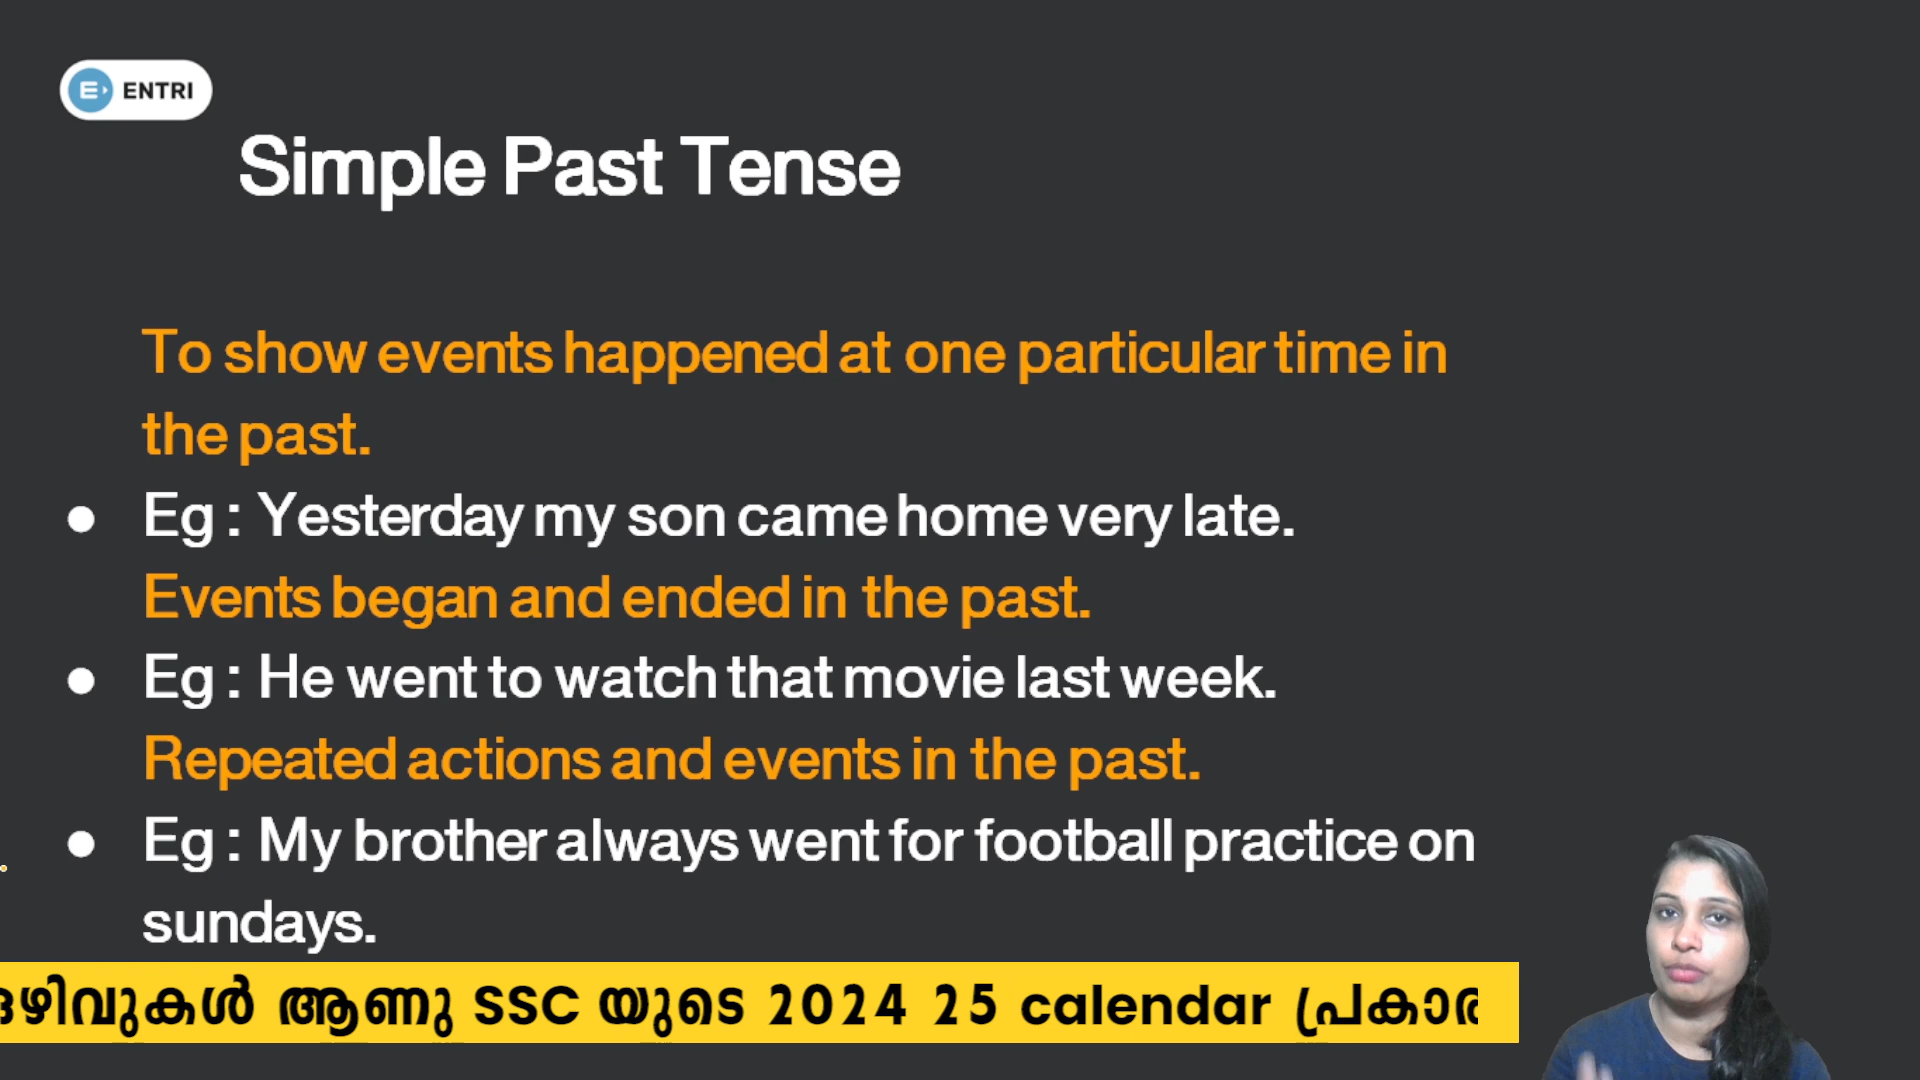 ENTRI
Simple Past Tense
To show events happened at one particular time in
the past.
● Eg : Yesterday my son came home very late.
Events began and ended in the past.
● Eg : He went to watch that movie last week.
Repeated actions and events in the past.
● Eg : My brother always went for football practice on
sundays.
ആണു SSC യുടെ 2024 25 calendar